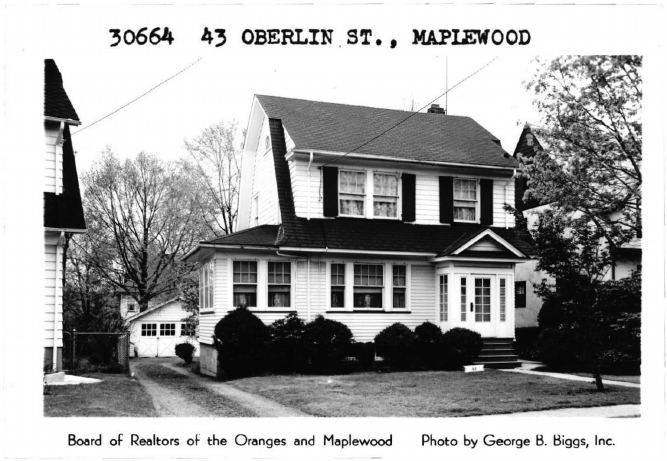 30664 43 OBERLIN ST., MAPLEWOOD
Board of Realtors of the Oranges and Maplewood Photo by George B. Biggs, Inc.